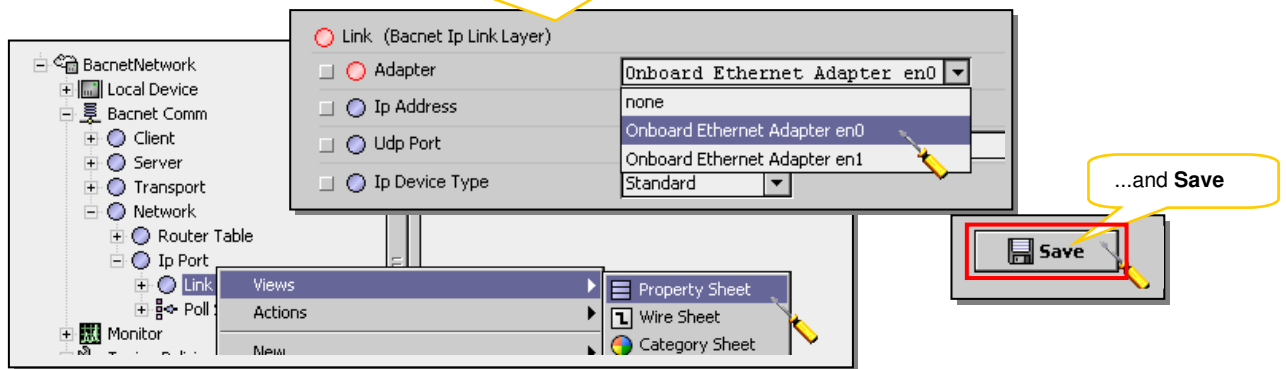 Link (Bacnet Ip Link Layer)
Adapter
Onboard Ethernet Adapter en0
none
Onboard Ethernet Adapter en0
Onboard Ethernet Adapter en1
Ip Address
Udp Port
Ip Device Type
Standard
BacnetNetwork
Local Device
Bacnet Comm
Client
Server
Transport
Network
Router Table
Ip Port
Link
Poll
Monitor
Views
Actions
New
Property Sheet
Wire Sheet
Category Sheet
...and Save
Save